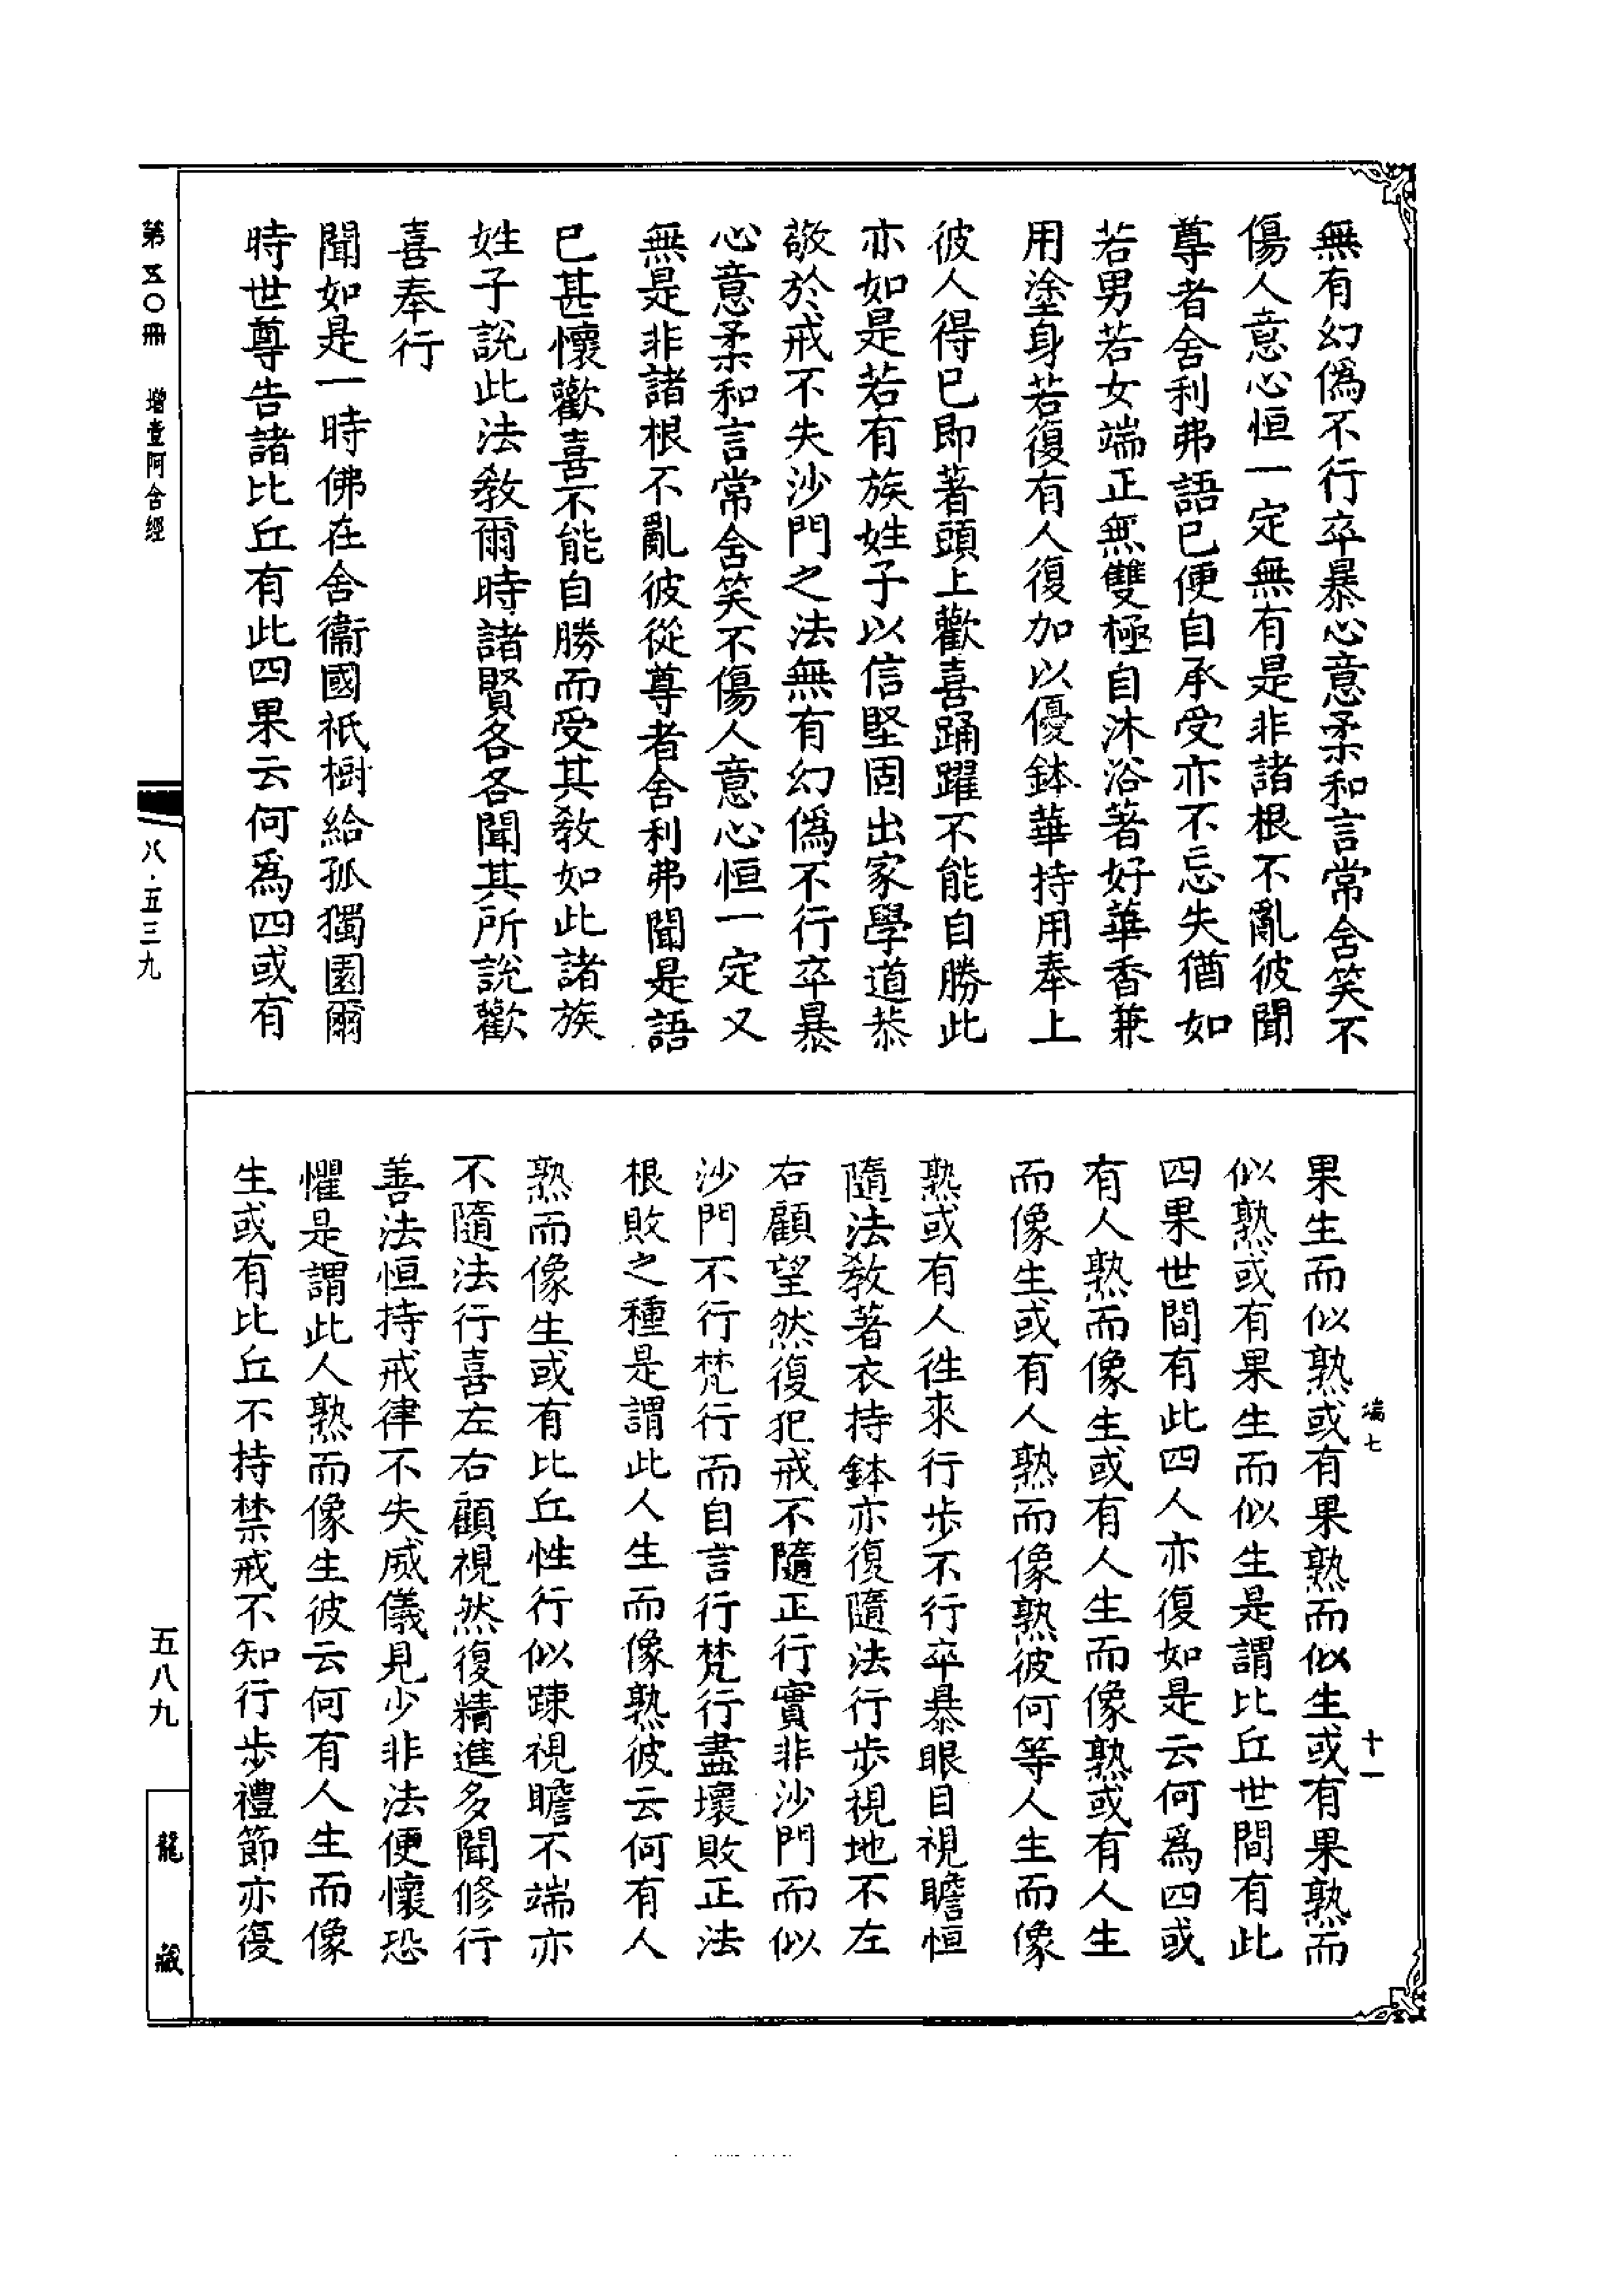 無有幻偽不行卒暴心意柔和言常含笑不
傷人意心恒一定無有是非諸根不亂彼聞
尊者舍利弗語已便自承受亦不忘失猶如
若男若女端正無雙極自沐浴著好華香兼
用塗身若復有人復加以優鉢華持用奉上
彼人得已即著頭上歡喜踊躍不能自勝此
亦如是若有族姓子以信堅固出家學道恭
敬於戒不失沙門之法無有幻偽不行卒暴
心意柔和言常含笑不傷人意心恒一定又
無是非諸根不亂彼從尊者舍利弗聞是語
已甚懷歡喜不能自勝而受其教如此諸族
姓子說此法教爾時諸賢各各聞其所說歡
喜奉行
聞如是一時佛在舍衞國祇樹給孤獨園爾
時世尊告諸比丘有此四果云何爲四或有
果生而似熟或有果熟而似生或有果熟而
似熟或有果生而似生是謂比丘世間有此
四果世間有此四人亦復如是云何爲四或
有人熟而像生或有人生而像熟或有人生
而像生或有人熟而像熟彼何等人生而像
熟或有人徃來行步不行卒暴眼目視瞻恒
隨法教著衣持鉢亦復隨法行步視地不左
右顧望然復犯戒不隨正行實非沙門而似
沙門不行梵行而自言行梵行盡壞敗正法
根敗之種是謂此人生而像熟彼云何有人
熟而像生或有比丘性行似踈視瞻不端亦
不隨法行喜左右顧視然復精進多聞修行
善法恒持戒律不失威儀見少非法便懷恐
懼是謂此人熟而像生彼云何有人生而像
生或有比丘不持禁戒不知行步禮節亦復
端七
十一
第五〇冊 增壹阿含經
八·五三九
五八九
龍藏